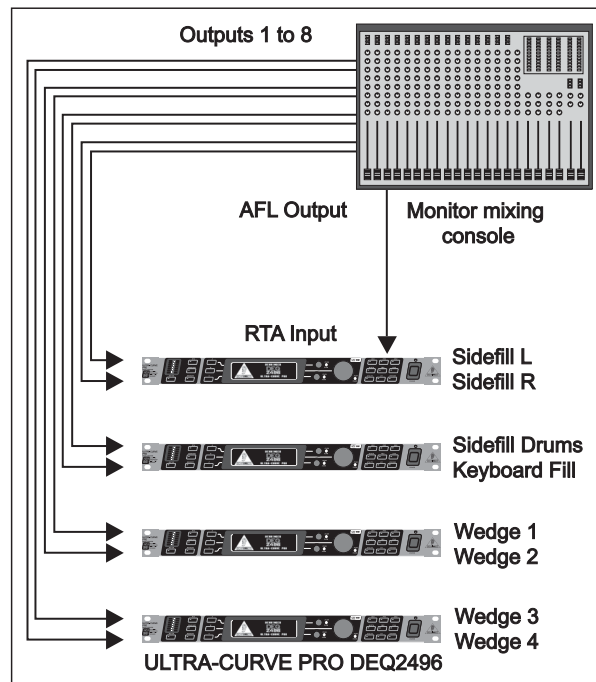 Outputs 1 to 8
AFL Output
Monitor mixing
console
RTA Input
Sidefill L
Sidefill R
Sidefill Drums
Keyboard Fill
Wedge 1
Wedge 2
Wedge 3
Wedge 4
ULTRA-CURVE PRO DEQ2496